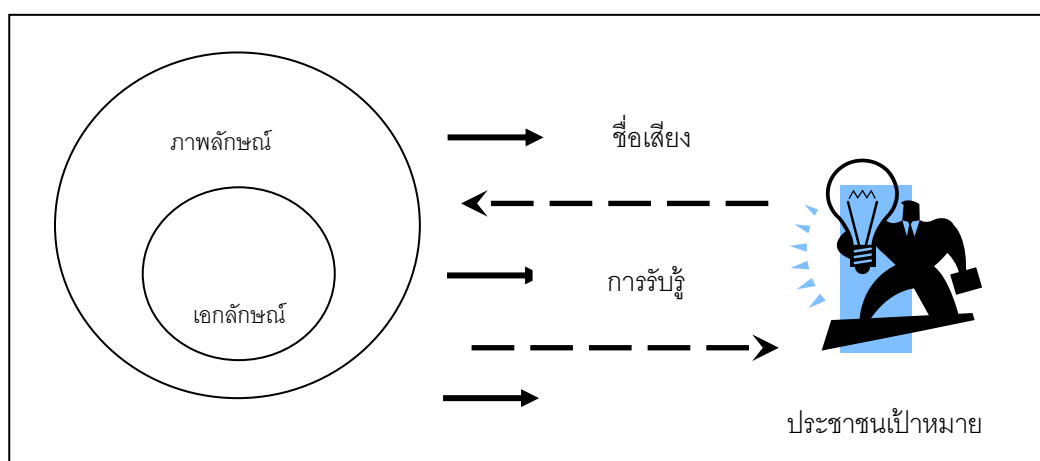 ภาพลักษณ์
ชื่อเสียง
การรับรู้
เอกลักษณ์
ประชาชนเป้าหมาย